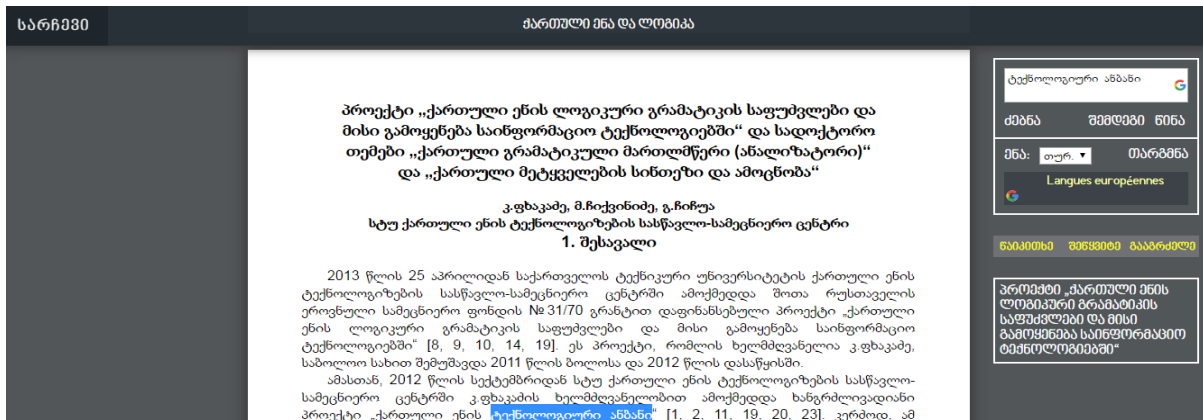 სარჩევი
ქართული ენა და ლოგიკა
პროექტი „ქართული ენის ლოგიკური გრამატიკის საფუძვლები და
მისი გამოყენება საინფორმაციო ტექნოლოგიებში“ და სადოქტორო
თემები „ქართული გრამატიკული მართლმწერი (ანალიზატორი)“
და „ქართული მეტყველების სინთეზი და ამოცნობა“
კ.ფხაკაძე, მ.ჩიქვინიძე, გ.ჩიჩუა
სტუ ქართული ენის ტექნოლოგიზების სასწავლო-სამეცნიერო ცენტრი
1. შესავალი
2013 წლის 25 აპრილიდან საქართველოს ტექნიკური უნივერსიტეტის ქართული ენის
ტექნოლოგიზების სასწავლო-სამეცნიერო ცენტრში ამოქმედდა შოთა რუსთაველის
ეროვნული სამეცნიერო ფონდის №31/70 გრანტით დაფინანსებული პროექტი „ქართული
ენის ლოგიკური გრამატიკის საფუძვლები და მისი გამოყენება საინფორმაციო
ტექნოლოგიებში“ [8, 9, 10, 14, 19]. ეს პროექტი, რომლის ხელმძღვანელია კ.ფხაკაძე,
საბოლოო სახით შემუშავდა 2011 წლის ბოლოსა და 2012 წლის დასაწყისში.
ამასთან, 2012 წლის სექტემბრიდან სტუ ქართული ენის ტექნოლოგიზების სასწავლო-
სამეცნიერო ცენტრში კ.ფხაკაძის ხელმძღვანელობით ამოქმედდა ხანგრძლივადიანი
პროექტი „ქართული ენის ტექნოლოგიური ანბანი“ [1, 2, 11, 19, 20, 23]. კერძოდ, ამ
ტექნოლოგიური ანბანი
ძებნა შემდეგი წინა
ენა: თურ. თარგმნა
Langues européennes
წაიკითხე შეწყვიტე გააგრძელე
პროექტი „ქართული ენის
ლოგიკური გრამატიკის
საფუძვლები და მისი
გამოყენება საინფორმაციო
ტექნოლოგიებში“